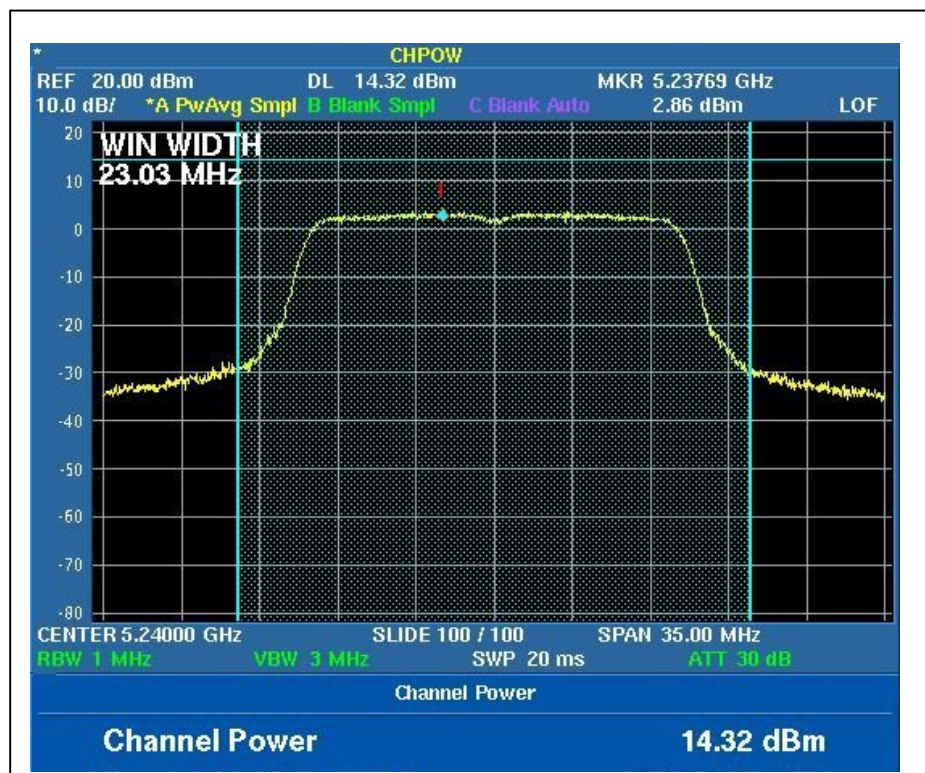 *
CHPOW
REF 20.00 dBm DL 14.32 dBm MKR 5.23769 GHz
10.0 dB/ *A PwAvg Smpl B Blank Smpl C Blank Auto 2.86 dBm LOF
20
WIN WIDTH
23.03 MHz
10
0
-10
-20
-30
-40
-50
-60
-70
-80
CENTER 5.24000 GHz SLIDE 100 / 100 SPAN 35.00 MHz
RBW 1 MHz VBW 3 MHz SWP 20 ms ATT 30 dB
Channel Power
Channel Power 14.32 dBm